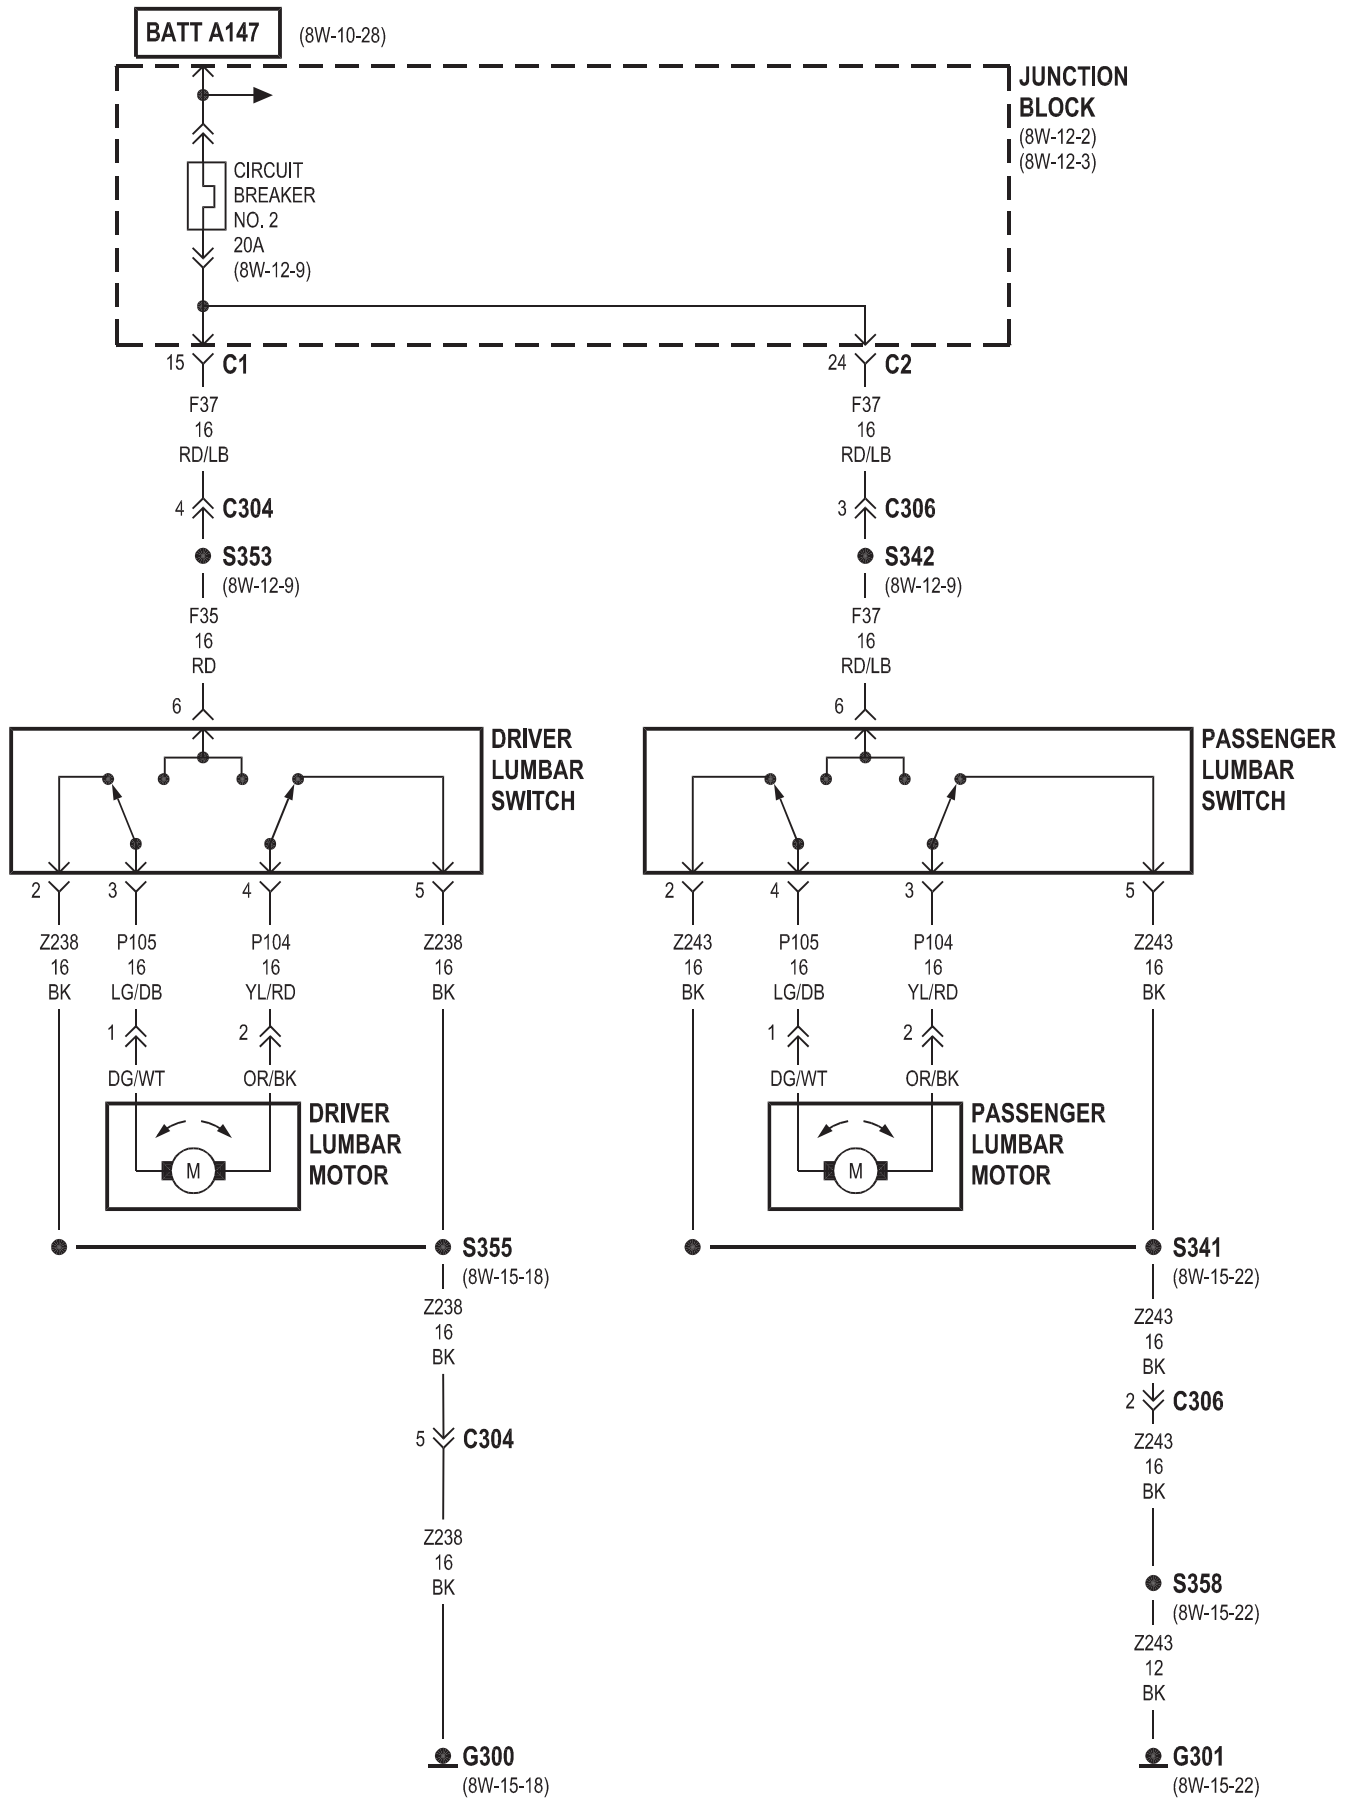 BATT A147 (8W-10-28)
JUNCTION
BLOCK
(8W-12-2)
(8W-12-3)
CIRCUIT
BREAKER
NO. 2
20A
(8W-12-9)
15 C1
24 C2
F37
16
RD/LB
F37
16
RD/LB
4 C304
3 C306
S353
(8W-12-9)
S342
(8W-12-9)
F35
16
RD
F37
16
RD/LB
6
6
DRIVER
LUMBAR
SWITCH
PASSENGER
LUMBAR
SWITCH
2 3 4 5
2 4 3 5
Z238
16
BK
P105
16
LG/DB
P104
16
YL/RD
Z238
16
BK
Z243
16
BK
P105
16
LG/DB
P104
16
YL/RD
Z243
16
BK
1 2
1 2
DG/WT OR/BK
DG/WT OR/BK
M
DRIVER
LUMBAR
MOTOR
M
PASSENGER
LUMBAR
MOTOR
S355
(8W-15-18)
S341
(8W-15-22)
Z238
16
BK
Z243
16
BK
5 C304
2 C306
Z243
16
BK
Z238
16
BK
S358
(8W-15-22)
Z243
12
BK
G300
(8W-15-18)
G301
(8W-15-22)